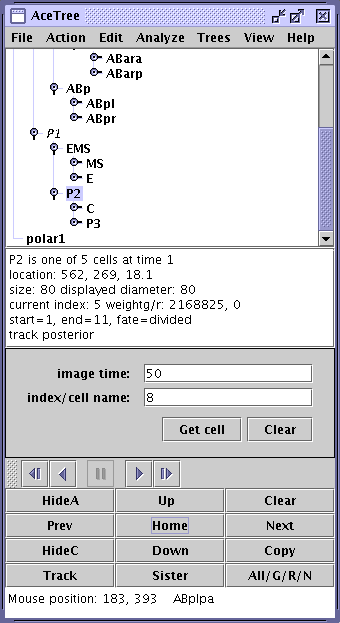 AceTree
File Action Edit Analyze Trees View Help
ABara
ABarp
ABp
ABpl
ABpr
P1
EMS
MS
E
P2
C
P3
polar1
P2 is one of 5 cells at time 1
location: 562, 269, 18.1
size: 80 displayed diameter: 80
current index: 5 weightg/r: 2168825, 0
start=1, end=11, fate=divided
track posterior
image time: 50
index/cell name: 8
Get cell Clear
HideA Up Clear
Prev Home Next
HideC Down Copy
Track Sister All/G/R/N
Mouse position: 183, 393 ABplpa